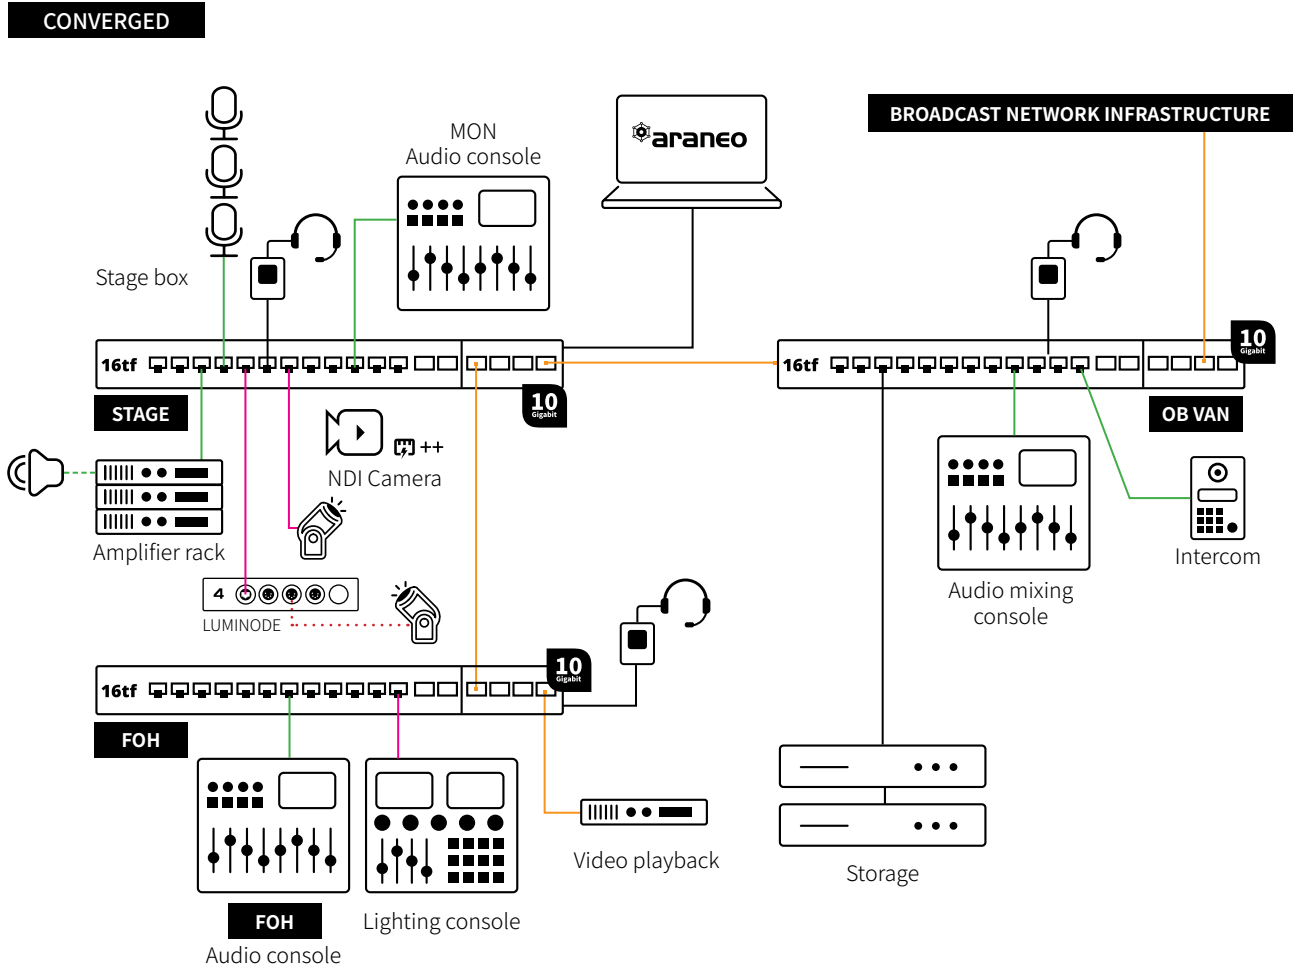 CONVERGED
BROADCAST NETWORK INFRASTRUCTURE
araneo
MON
Audio console
Stage box
16tf
10
Gigabit
STAGE
16tf
10
Gigabit
OB VAN
++
NDI Camera
Amplifier rack
4
LUMINODE
Audio mixing
console
Intercom
16tf
10
Gigabit
FOH
Video playback
Storage
FOH
Audio console
Lighting console